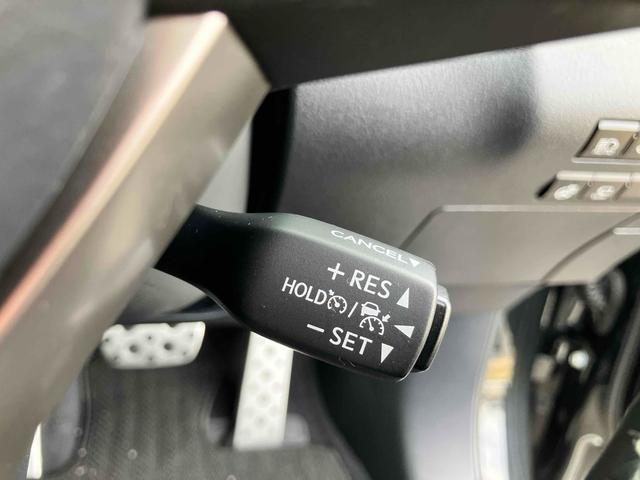 CANCEL▼
+ RES ▲
HOLD /
− SET ▼